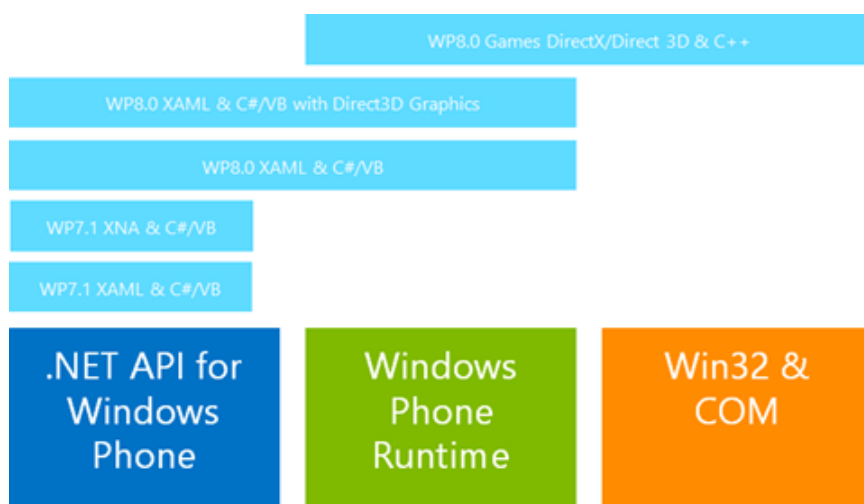 WP8.0 Games DirectX/Direct 3D & C++
WP8.0 XAML & C#/VB with Direct3D Graphics
WP8.0 XAML & C#/VB
WP7.1 XNA & C#/VB
WP7.1 XAML & C#/VB
.NET API for
Windows
Phone
Windows
Phone
Runtime
Win32 &
COM